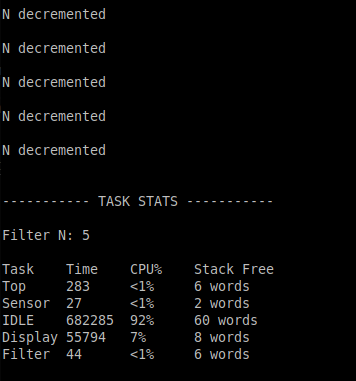 N decremented
N decremented
N decremented
N decremented
N decremented
----------- TASK STATS -----------
Filter N: 5
Task    Time    CPU%    Stack Free
Top     283     <1%     6 words
Sensor  27      <1%     2 words
IDLE    682285  92%     60 words
Display 55794   7%      8 words
Filter  44      <1%     6 words